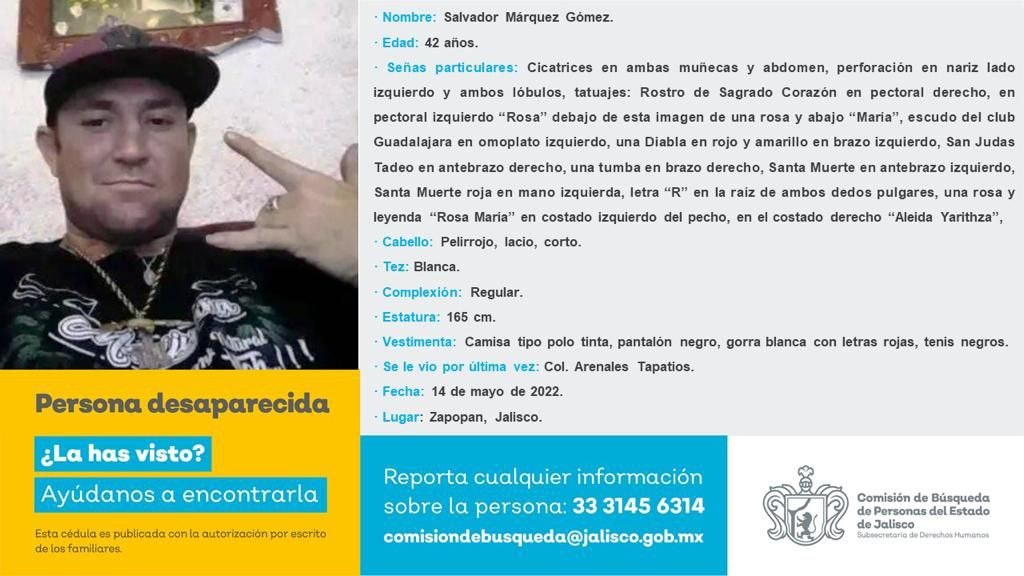 · Nombre: Salvador Márquez Gómez.
· Edad: 42 años.
· Señas particulares: Cicatrices en ambas muñecas y abdomen, perforación en nariz lado
izquierdo y ambos lóbulos, tatuajes: Rostro de Sagrado Corazón en pectoral derecho, en
pectoral izquierdo “Rosa” debajo de esta imagen de una rosa y abajo “María”, escudo del club
Guadalajara en omoplato izquierdo, una Diabla en rojo y amarillo en brazo izquierdo, San Judas
Tadeo en antebrazo derecho, una tumba en brazo derecho, Santa Muerte en antebrazo izquierdo,
Santa Muerte roja en mano izquierda, letra “R” en la raíz de ambos dedos pulgares, una rosa y
leyenda “Rosa María” en costado izquierdo del pecho, en el costado derecho “Aleida Yarithza”,
· Cabello: Pelirrojo, lacio, corto.
· Tez: Blanca.
· Complexión: Regular.
· Estatura: 165 cm.
· Vestimenta: Camisa tipo polo tinta, pantalón negro, gorra blanca con letras rojas, tenis negros.
· Se le vio por última vez: Col. Arenales Tapatios.
· Fecha: 14 de mayo de 2022.
· Lugar: Zapopan, Jalisco.
Persona desaparecida
¿La has visto?
Ayúdanos a encontrarla
Esta cédula es publicada con la autorización por escrito
de los familiares.
Reporta cualquier información
sobre la persona: 33 3145 6314
comisiondebusqueda@jalisco.gob.mx
Comisión de Búsqueda
de Personas del Estado
de Jalisco
Subsecretaría de Derechos Humanos